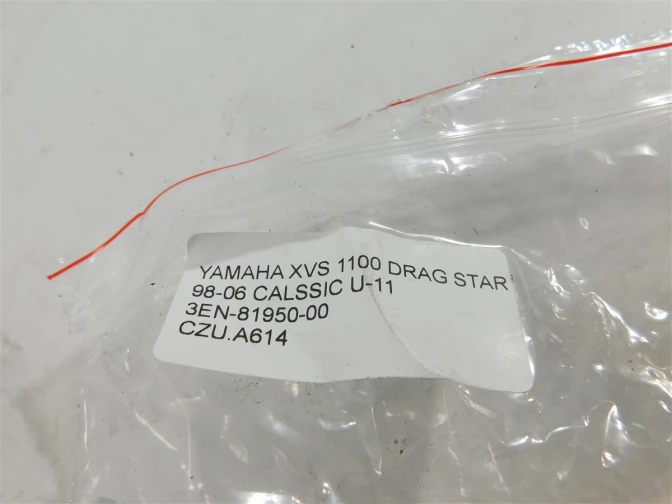 YAMAHA XVS 1100 DRAG STAR
98-06 CALSSIC U-11
3EN-81950-00
CZU.A614